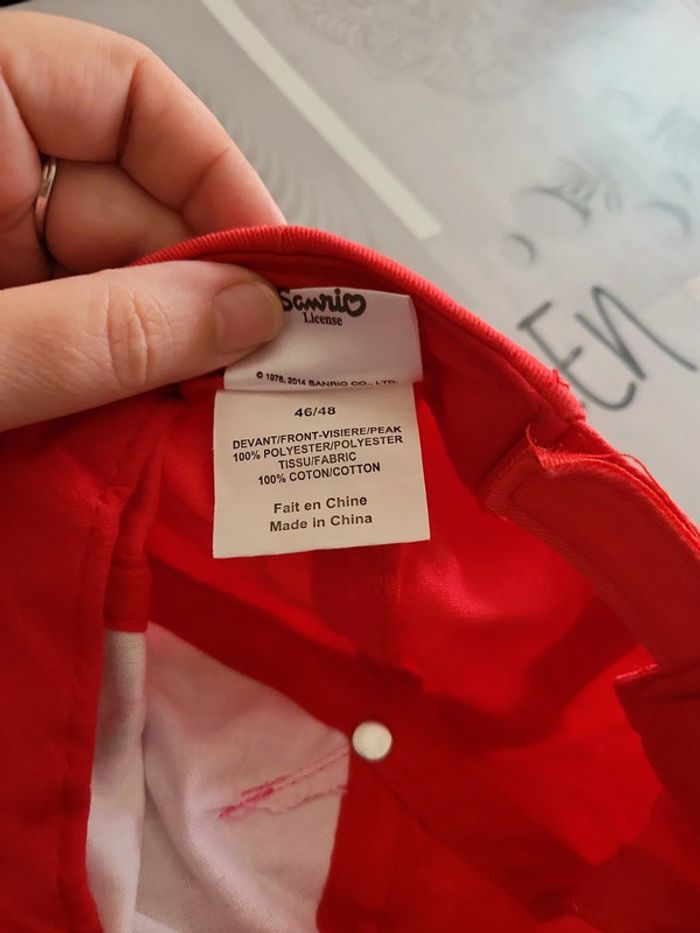 Sanrio
License
© 1976, 2014 SANRIO CO., LTD.
46/48
DEVANT/FRONT-VISIERE/PEAK
100% POLYESTER/POLYESTER
TISSU/FABRIC
100% COTON/COTTON
Fait en Chine
Made in China
EN